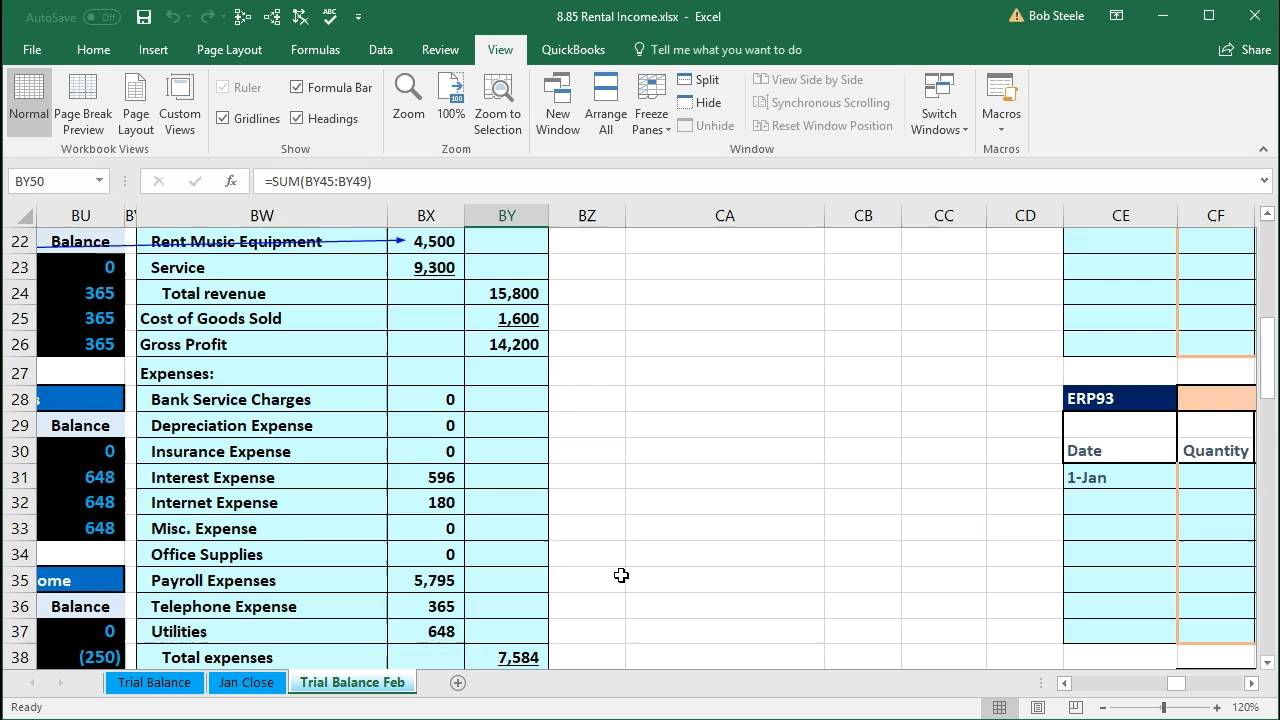 AutoSave Off 8.85 Rental Income.xlsx - Excel Bob Steele
File Home Insert Page Layout Formulas Data Review View QuickBooks Tell me what you want to do Share
Normal Page Break Preview Page Layout Custom Views
Workbook Views
Ruler Formula Bar
Gridlines Headings
Show
Zoom 100% Zoom to Selection
Zoom
New Window Arrange All Freeze Panes
Split
Hide
Unhide
View Side by Side
Synchronous Scrolling
Reset Window Position
Switch Windows
Window
Macros
Macros
BY50 fx =SUM(BY45:BY49)
BU BW BX BY BZ CA CB CC CD CE CF
22 Balance Rent Music Equipment 4,500
23 0 Service 9,300
24 365 Total revenue 15,800
25 365 Cost of Goods Sold 1,600
26 365 Gross Profit 14,200
27 Expenses:
28 s Bank Service Charges 0 ERP93
29 Balance Depreciation Expense 0
30 0 Insurance Expense 0 Date Quantity
31 648 Interest Expense 596 1-Jan
32 648 Internet Expense 180
33 648 Misc. Expense 0
34 Office Supplies 0
35 ome Payroll Expenses 5,795
36 Balance Telephone Expense 365
37 0 Utilities 648
38 (250) Total expenses 7,584
Trial Balance Jan Close Trial Balance Feb
Ready 120%